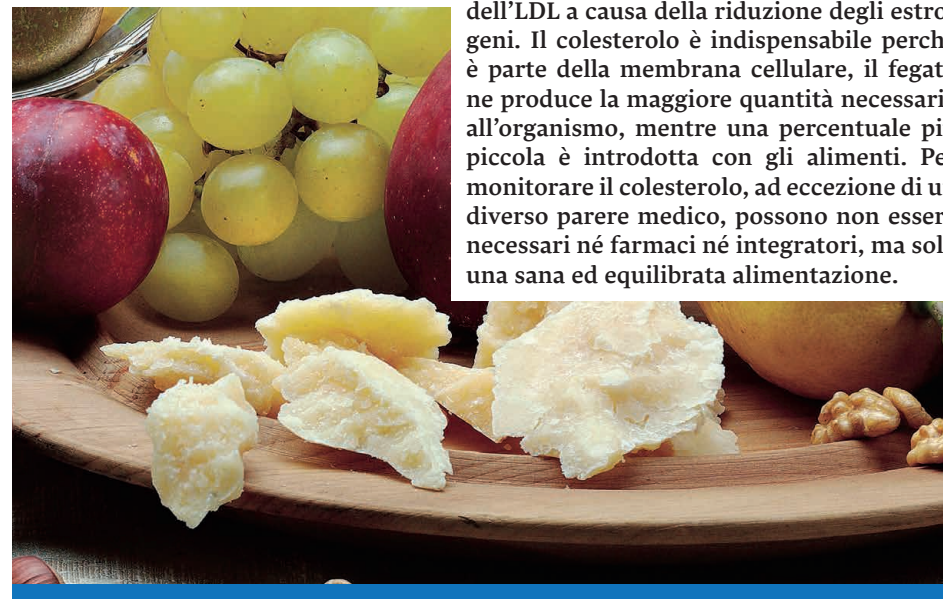 dell'LDL a causa della riduzione degli estro
geni. Il colesterolo è indispensabile perch
è parte della membrana cellulare, il fegat
ne produce la maggiore quantità necessari
all'organismo, mentre una percentuale pi
piccola è introdotta con gli alimenti. Pe
monitorare il colesterolo, ad eccezione di u
diverso parere medico, possono non esser
necessari né farmaci né integratori, ma sol
una sana ed equilibrata alimentazione.